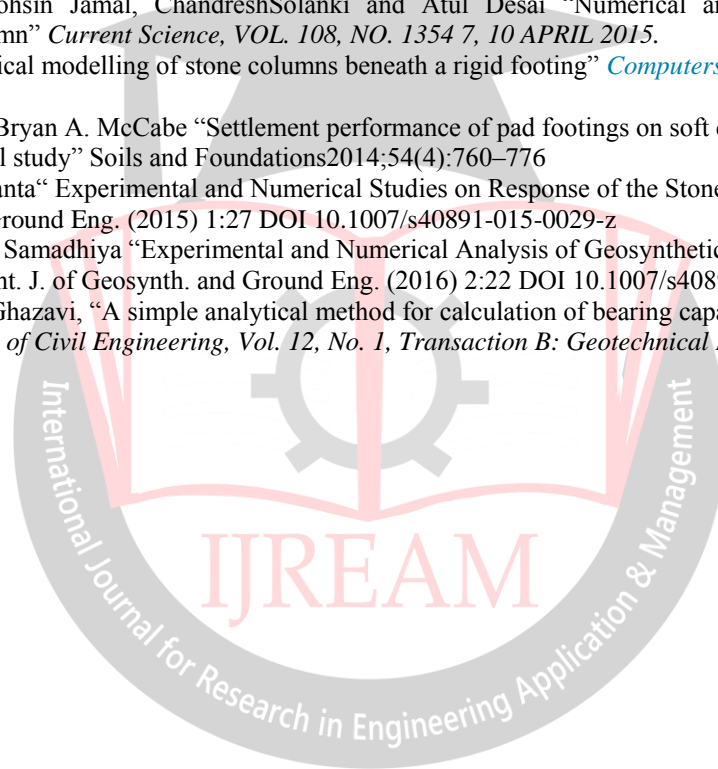 ohsin Jamal, ChandreshSolanki and Atul Desai “Numerical an
mn” Current Science, VOL. 108, NO. 1354 7, 10 APRIL 2015.
ical modelling of stone columns beneath a rigid footing” Computers
Bryan A. McCabe “Settlement performance of pad footings on soft c
l study” Soils and Foundations2014;54(4):760–776
anta“ Experimental and Numerical Studies on Response of the Stone
Ground Eng. (2015) 1:27 DOI 10.1007/s40891-015-0029-z
Samadhiya “Experimental and Numerical Analysis of Geosynthetic
nt. J. of Geosynth. and Ground Eng. (2016) 2:22 DOI 10.1007/s4089
Ghazavi, “A simple analytical method for calculation of bearing capa
of Civil Engineering, Vol. 12, No. 1, Transaction B: Geotechnical
IJREAM
International Journal for Research in Engineering Application & Management